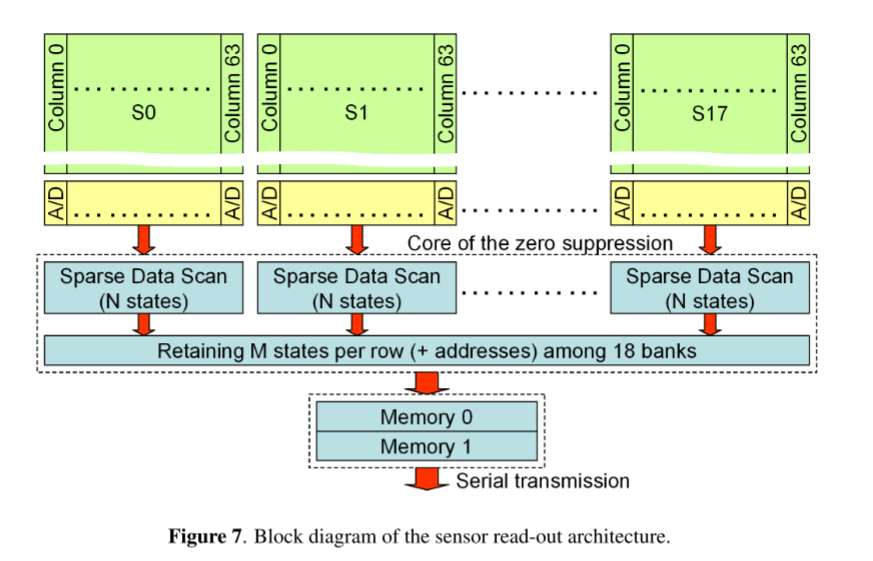 Column 0
Column 63
Column 0
Column 63
Column 0
Column 63
............
S0
............
S1
............
............
S17
A/D
............
A/D
A/D
............
A/D
............
A/D
............
A/D
Core of the zero suppression
Sparse Data Scan
(N states)
Sparse Data Scan
(N states)
............
Sparse Data Scan
(N states)
Retaining M states per row (+ addresses) among 18 banks
Memory 0
Memory 1
Serial transmission
Figure 7. Block diagram of the sensor read-out architecture.